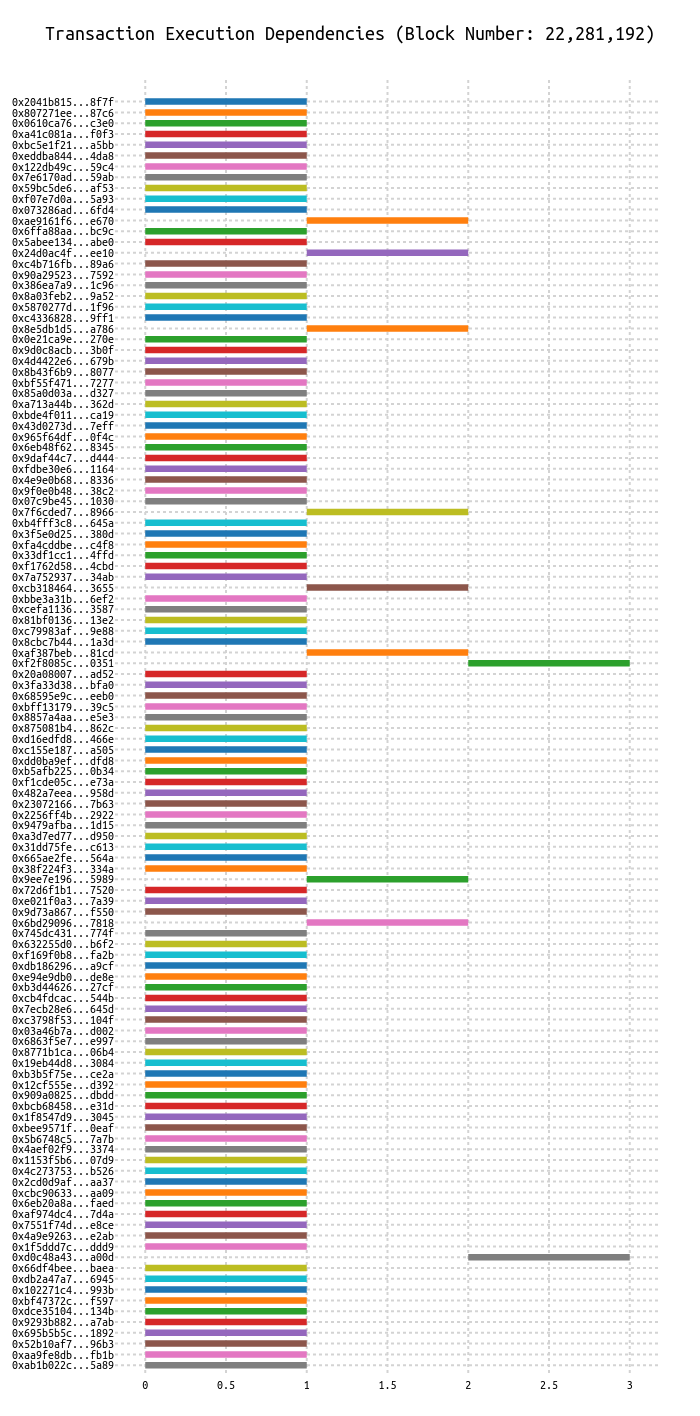 Transaction Execution Dependencies (Block Number: 22,281,192)
0x2041b815...8f7f
0x807271ee...87c6
0x0610ca76...c3e0
0xa41c081a...f0f3
0xbc5e1f21...a5bb
0xeddba844...4da8
0x122db49c...59c4
0x7e6170ad...59ab
0x59bc5de6...af53
0xf07e7d0a...5a93
0x073286ad...6fd4
0xae9161f6...e670
0x6ffa88aa...bc9c
0x5abee134...abe0
0x24d0ac4f...ee10
0xc4b716fb...89a6
0x90a29523...7592
0x386ea7a9...1c96
0x8a03feb2...9a52
0x5870277d...1f96
0xc4336828...9ff1
0x8e5db1d5...a786
0x0e21ca9e...270e
0x9d0c8acb...3b0f
0x4d4422e6...679b
0x8b43f6b9...8077
0xbf55f471...7277
0x85a0d03a...d327
0xa713a44b...362d
0xbde4f011...ca19
0x43d0273d...7eff
0x965f64df...0f4c
0x6eb48f62...8345
0x9daf44c7...d444
0xfdbe30e6...1164
0x4e9e0b68...8336
0x9f0e0b48...38c2
0x07c9be45...1030
0x7f6cded7...8966
0xb4fff3c8...645a
0x3f5e0d25...380d
0xfa4cddbe...c4f8
0x33df1cc1...4ffd
0xf1762d58...4cbd
0x7a752937...34ab
0xcb318464...3655
0xbbe3a31b...6ef2
0xcefa1136...3587
0x81bf0136...13e2
0xc79983af...9e88
0x8cbc7b44...1a3d
0xaf387beb...81cd
0xf2f8085c...0351
0x20a08007...ad52
0x3fa33d38...bfa0
0x68595e9c...eeb0
0xbff13179...39c5
0x8857a4aa...e5e3
0x875081b4...862c
0xd16edfd8...466e
0xc155e187...a505
0xdd0ba9ef...dfd8
0xb5afb225...0b34
0xf1cde05c...e73a
0x482a7eea...958d
0x23072166...7b63
0x2256ff4b...2922
0x9479afba...1d15
0xa3d7ed77...d950
0x31dd75fe...c613
0x665ae2fe...564a
0x38f224f3...334a
0x9ee7e196...5989
0x72d6f1b1...7520
0xe021f0a3...7a39
0x9d73a867...f550
0x6bd29096...7818
0x745dc431...774f
0x632255d0...b6f2
0xf169f0b8...fa2b
0xdb186296...a9cf
0xe94e9db0...de8e
0xb3d44626...27cf
0xcb4fdcac...544b
0x7ecb28e6...645d
0xc3798f53...104f
0x03a46b7a...d002
0x6863f5e7...e997
0x8771b1ca...06b4
0x19eb44d8...3084
0xb3b5f75e...ce2a
0x12cf555e...d392
0x909a0825...dbdd
0xbcb68458...e31d
0x1f8547d9...3045
0xbee9571f...0eaf
0x5b6748c5...7a7b
0x4aef02f9...3374
0x1153f5b6...07d9
0x4c273753...b526
0x2cd0d9af...aa37
0xcbc90633...aa09
0x6eb20a8a...faed
0xaf974dc4...7d4a
0x7551f74d...e8ce
0x4a9e9263...e2ab
0x1f5ddd7c...ddd9
0xd0c48a43...a00d
0x66df4bee...baea
0xdb2a47a7...6945
0x102271c4...993b
0xbf47372c...f597
0xdce35104...134b
0x9293b882...a7ab
0x695b5b5c...1892
0x52b10af7...96b3
0xaa9fe8db...fb1b
0xab1b022c...5a89
0 0.5 1 1.5 2 2.5 3